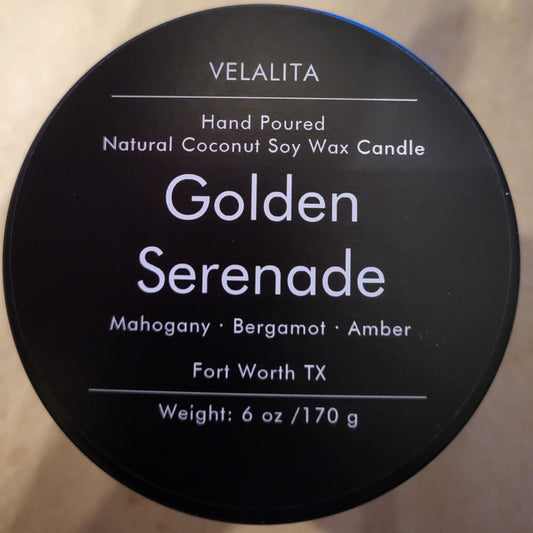 VELALITA
Hand Poured
Natural Coconut Soy Wax Candle
Golden
Serenade
Mahogany · Bergamot · Amber
Fort Worth TX
Weight: 6 oz /170 g